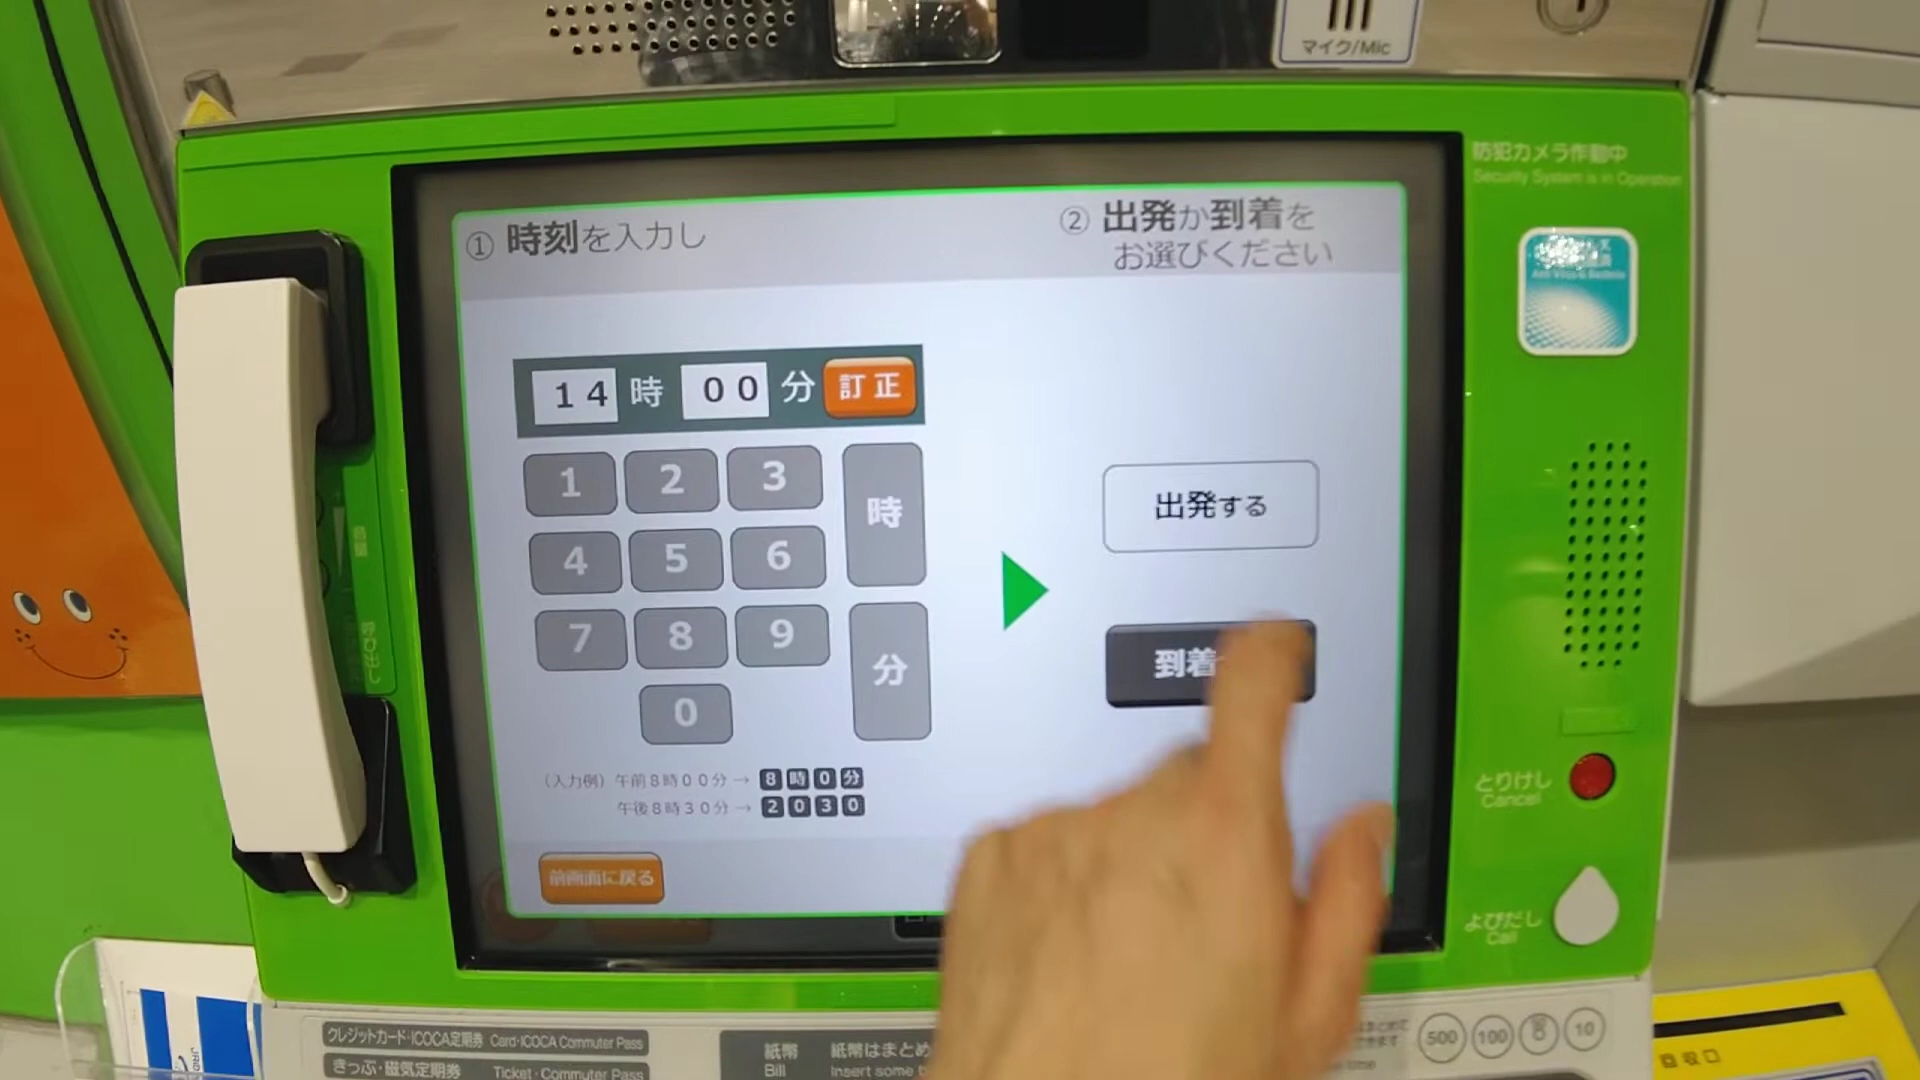 マイク/Mic
防犯カメラ作動中
Security System is in Operation
① 時刻を入力し
② 出発か到着を
お選びください
14 時 00 分 訂正
1 2 3 時
4 5 6
7 8 9 分
0
出発する
到着
(入力例) 午前8時00分→ 8時0分
午後8時30分→ 2030
前画面に戻る
音量
呼び出し
とりけし
Cancel
よびだし
Call
クレジットカード・ICOCA定期券 Card・ICOCA Commuter Pass
きっぷ・磁気定期券 Ticket・Commuter Pass
紙幣 紙幣はまとめ
Bill Insert some
500 100 10